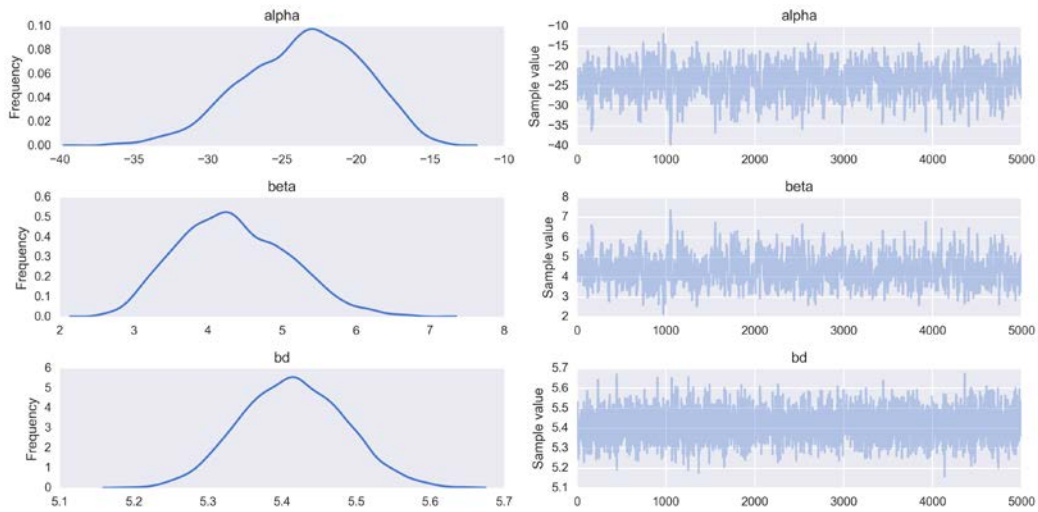 alpha
Frequency
0.10
0.08
0.06
0.04
0.02
0.00
−40 −35 −30 −25 −20 −15 −10
alpha
Sample value
−10
−15
−20
−25
−30
−35
−40
0 1000 2000 3000 4000 5000
beta
Frequency
0.6
0.5
0.4
0.3
0.2
0.1
0.0
2 3 4 5 6 7 8
beta
Sample value
8
7
6
5
4
3
2
0 1000 2000 3000 4000 5000
bd
Frequency
6
5
4
3
2
1
0
5.1 5.2 5.3 5.4 5.5 5.6 5.7
bd
Sample value
5.7
5.6
5.5
5.4
5.3
5.2
5.1
0 1000 2000 3000 4000 5000